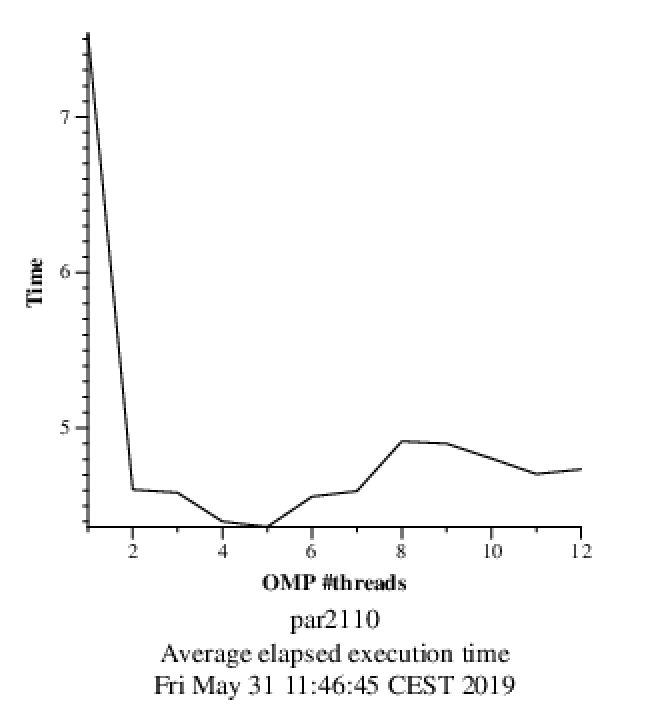 7
6
5
Time
2 4 6 8 10 12
OMP #threads
par2110
Average elapsed execution time
Fri May 31 11:46:45 CEST 2019